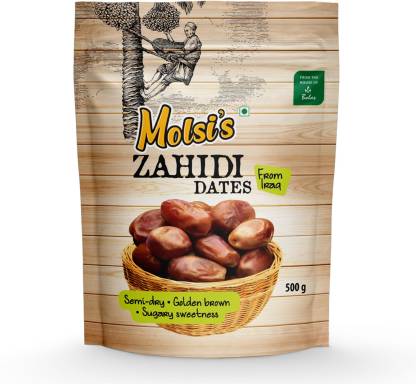 FROM THE
HOUSE OF
Molsi's
ZAHIDI
DATES
From
Iraq
Semi-dry • Golden brown
• Sugary sweetness
500 g